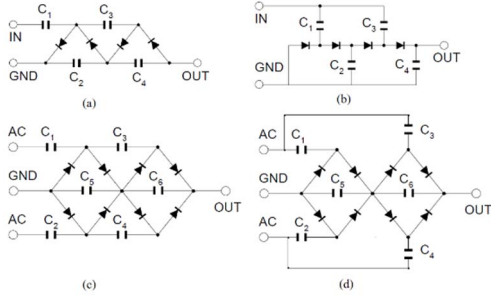 C1 C3
IN
GND
C2 C4 OUT
(a)
IN
C1 C3
GND
C2 C4 OUT
(b)
AC
C1 C3
GND
C5 C6
OUT
AC
C2 C4
(c)
AC
C1
C3
GND
C5 C6
OUT
AC
C2
C4
(d)